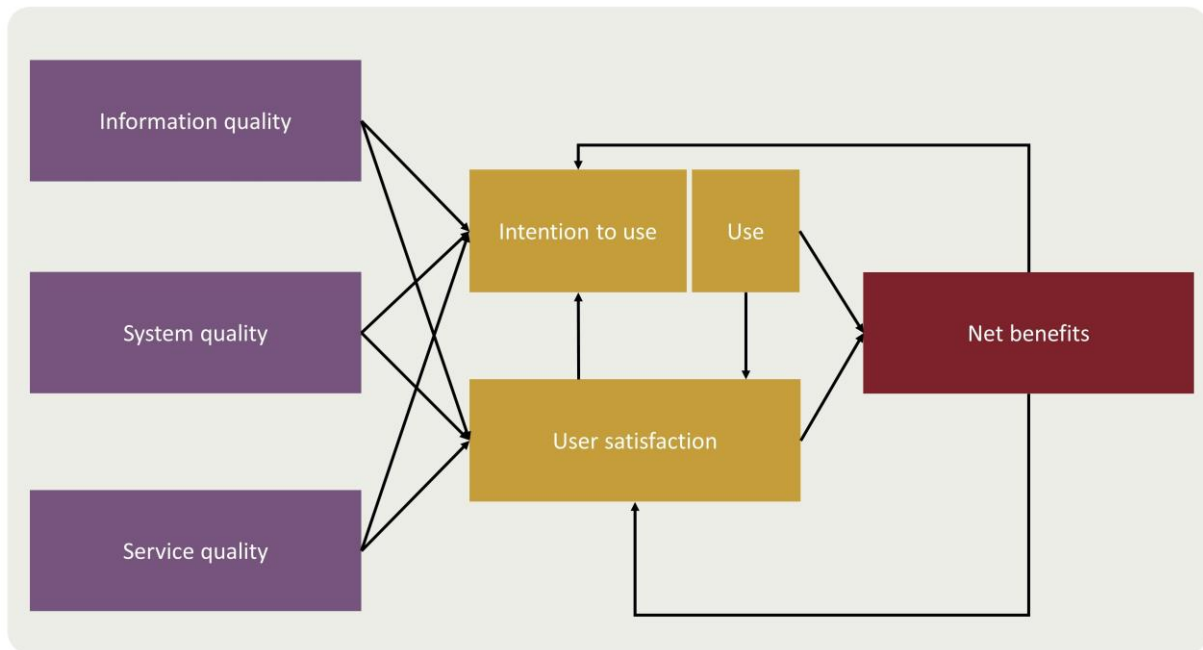 Information quality
Intention to use
Use
System quality
Net benefits
User satisfaction
Service quality